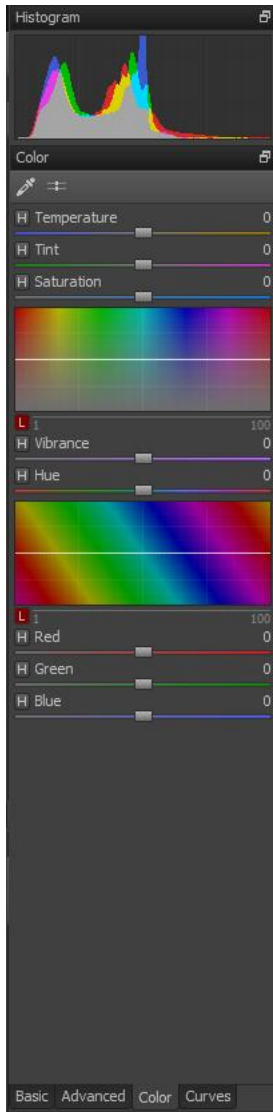 Histogram
Color
H Temperature 0
H Tint 0
H Saturation 0
L 1 100
H Vibrance 0
H Hue 0
L 1 100
H Red 0
H Green 0
H Blue 0
Basic Advanced Color Curves